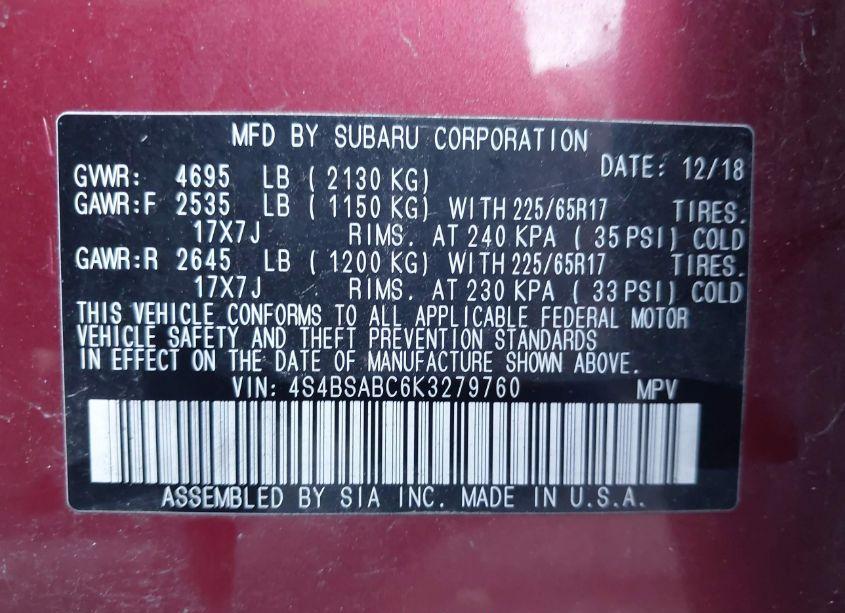 MFD BY SUBARU CORPORATION
GVWR: 4695 LB ( 2130 KG) DATE: 12/18
GAWR:F 2535 LB ( 1150 KG) WITH 225/65R17 TIRES.
17X7J RIMS. AT 240 KPA ( 35 PSI) COLD
GAWR:R 2645 LB ( 1200 KG) WITH 225/65R17 TIRES.
17X7J RIMS. AT 230 KPA ( 33 PSI) COLD
THIS VEHICLE CONFORMS TO ALL APPLICABLE FEDERAL MOTOR
VEHICLE SAFETY AND THEFT PREVENTION STANDARDS
IN EFFECT ON THE DATE OF MANUFACTURE SHOWN ABOVE.
VIN: 4S4BSABC6K3279760 MPV
ASSEMBLED BY SIA INC. MADE IN U.S.A.